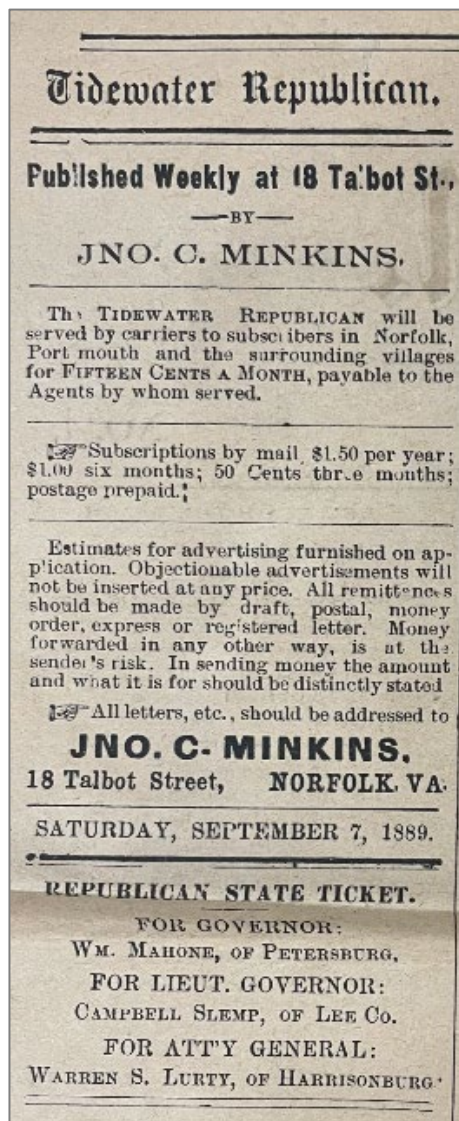 Tidewater Republican.
Published Weekly at 18 Talbot St.,
—BY—
JNO. C. MINKINS.
The TIDEWATER REPUBLICAN will be
served by carriers to subscribers in Norfolk,
Port mouth and the surrounding villages
for FIFTEEN CENTS A MONTH, payable to the
Agents by whom served.
☞Subscriptions by mail $1.50 per year;
$1.00 six months; 50 Cents three months;
postage prepaid.
Estimates for advertising furnished on ap-
plication. Objectionable advertisements will
not be inserted at any price. All remittences
should be made by draft, postal, money
order, express or registered letter. Money
forwarded in any other way, is at the
sender's risk. In sending money the amount
and what it is for should be distinctly stated
☞All letters, etc., should be addressed to
JNO. C. MINKINS.
18 Talbot Street, NORFOLK, VA.
SATURDAY, SEPTEMBER 7, 1889.
REPUBLICAN STATE TICKET.
FOR GOVERNOR:
WM. MAHONE, OF PETERSBURG.
FOR LIEUT. GOVERNOR:
CAMPBELL SLEMP, OF LEE CO.
FOR ATT'Y GENERAL:
WARREN S. LURTY, OF HARRISONBURG.